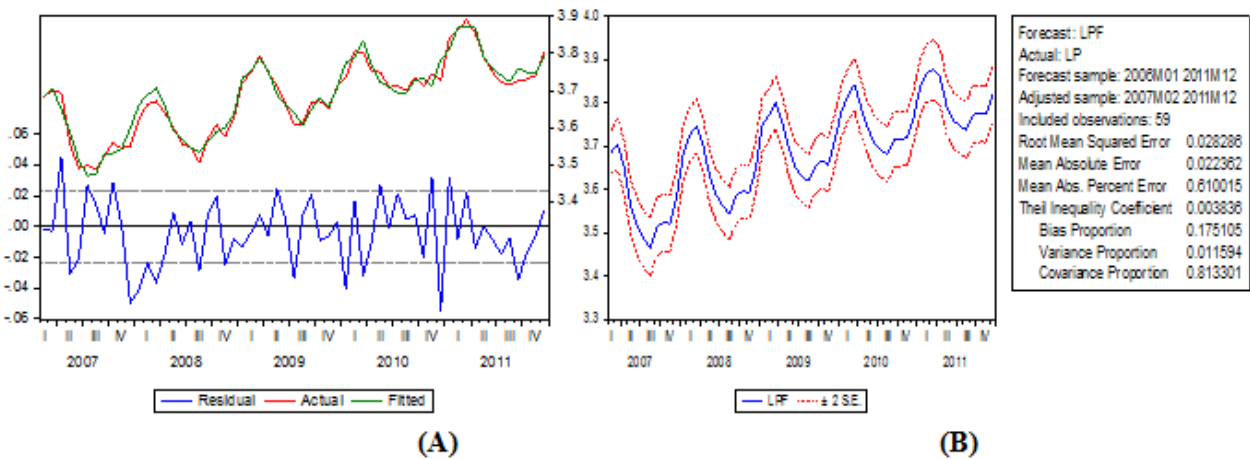 3.9
3.8
3.7
3.6
3.5
3.4
.06
.04
.02
.00
-.02
-.04
-.06
I II III IV I II III IV I II III IV I II III IV I II III IV
2007 2008 2009 2010 2011
Residual Actual Fitted
(A)
4.0
3.9
3.8
3.7
3.6
3.5
3.4
3.3
I II III IV I II III IV I II III IV I II III IV I II III IV
2007 2008 2009 2010 2011
LPF ± 2 S.E.
(B)
Forecast: LPF
Actual: LP
Forecast sample: 2006M01 2011M12
Adjusted sample: 2007M02 2011M12
Included observations: 59
Root Mean Squared Error 0.028286
Mean Absolute Error 0.022362
Mean Abs. Percent Error 0.610015
Theil Inequality Coefficient 0.003836
Bias Proportion 0.175105
Variance Proportion 0.011594
Covariance Proportion 0.813301